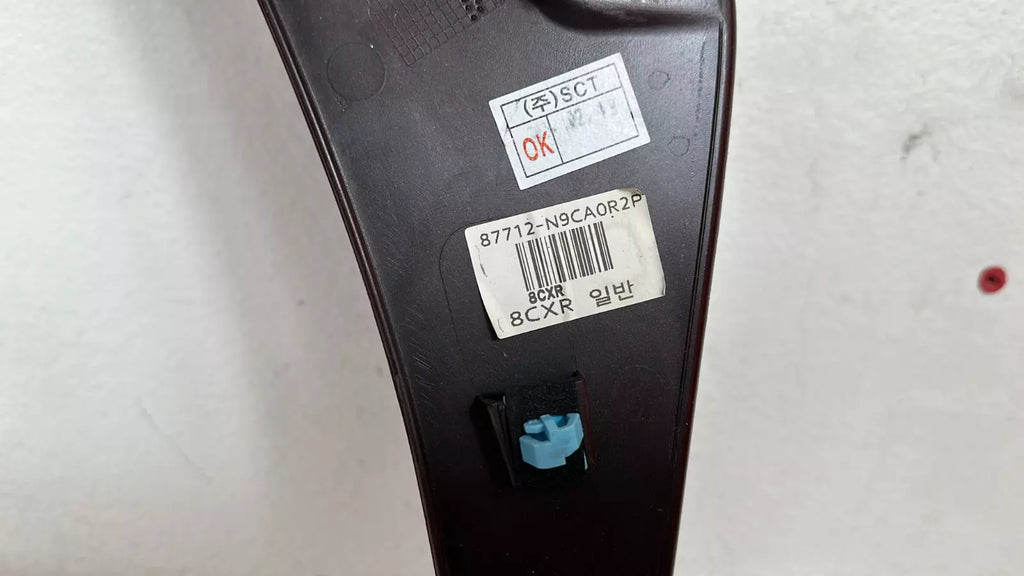 (주)SCT
OK
87712-N9CA0R2P
8CXR
8CXR 일반